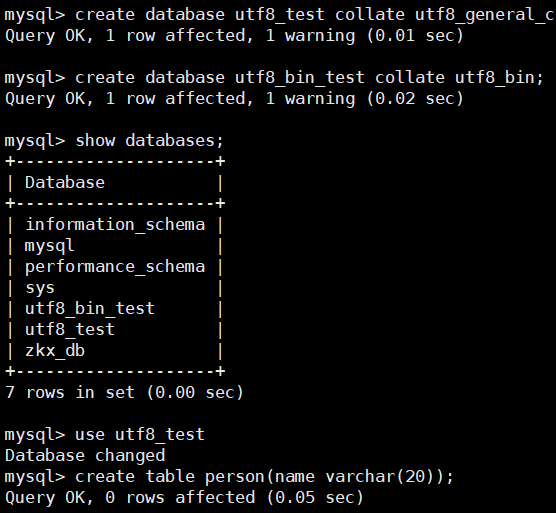 mysql> create database utf8_test collate utf8_general_c
Query OK, 1 row affected, 1 warning (0.01 sec)
mysql> create database utf8_bin_test collate utf8_bin;
Query OK, 1 row affected, 1 warning (0.02 sec)
mysql> show databases;
+--------------------+
| Database           |
+--------------------+
| information_schema |
| mysql              |
| performance_schema |
| sys                |
| utf8_bin_test      |
| utf8_test          |
| zkx_db             |
+--------------------+
7 rows in set (0.00 sec)
mysql> use utf8_test
Database changed
mysql> create table person(name varchar(20));
Query OK, 0 rows affected (0.05 sec)